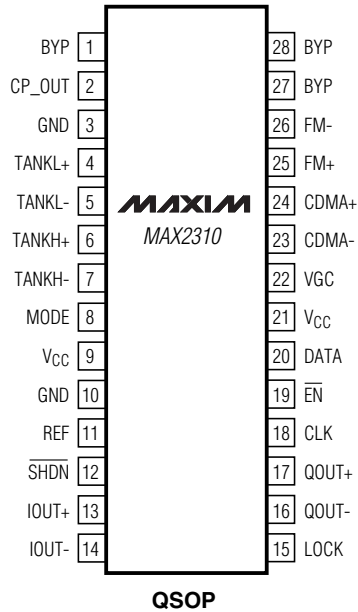 BYP 1 28 BYP
CP_OUT 2 27 BYP
GND 3 26 FM-
TANKL+ 4 25 FM+
TANKL- 5 MAXIM 24 CDMA+
TANKH+ 6 MAX2310 23 CDMA-
TANKH- 7 22 VGC
MODE 8 21 VCC
VCC 9 20 DATA
GND 10 19 E̅N̅
REF 11 18 CLK
S̅H̅D̅N̅ 12 17 QOUT+
IOUT+ 13 16 QOUT-
IOUT- 14 15 LOCK
QSOP